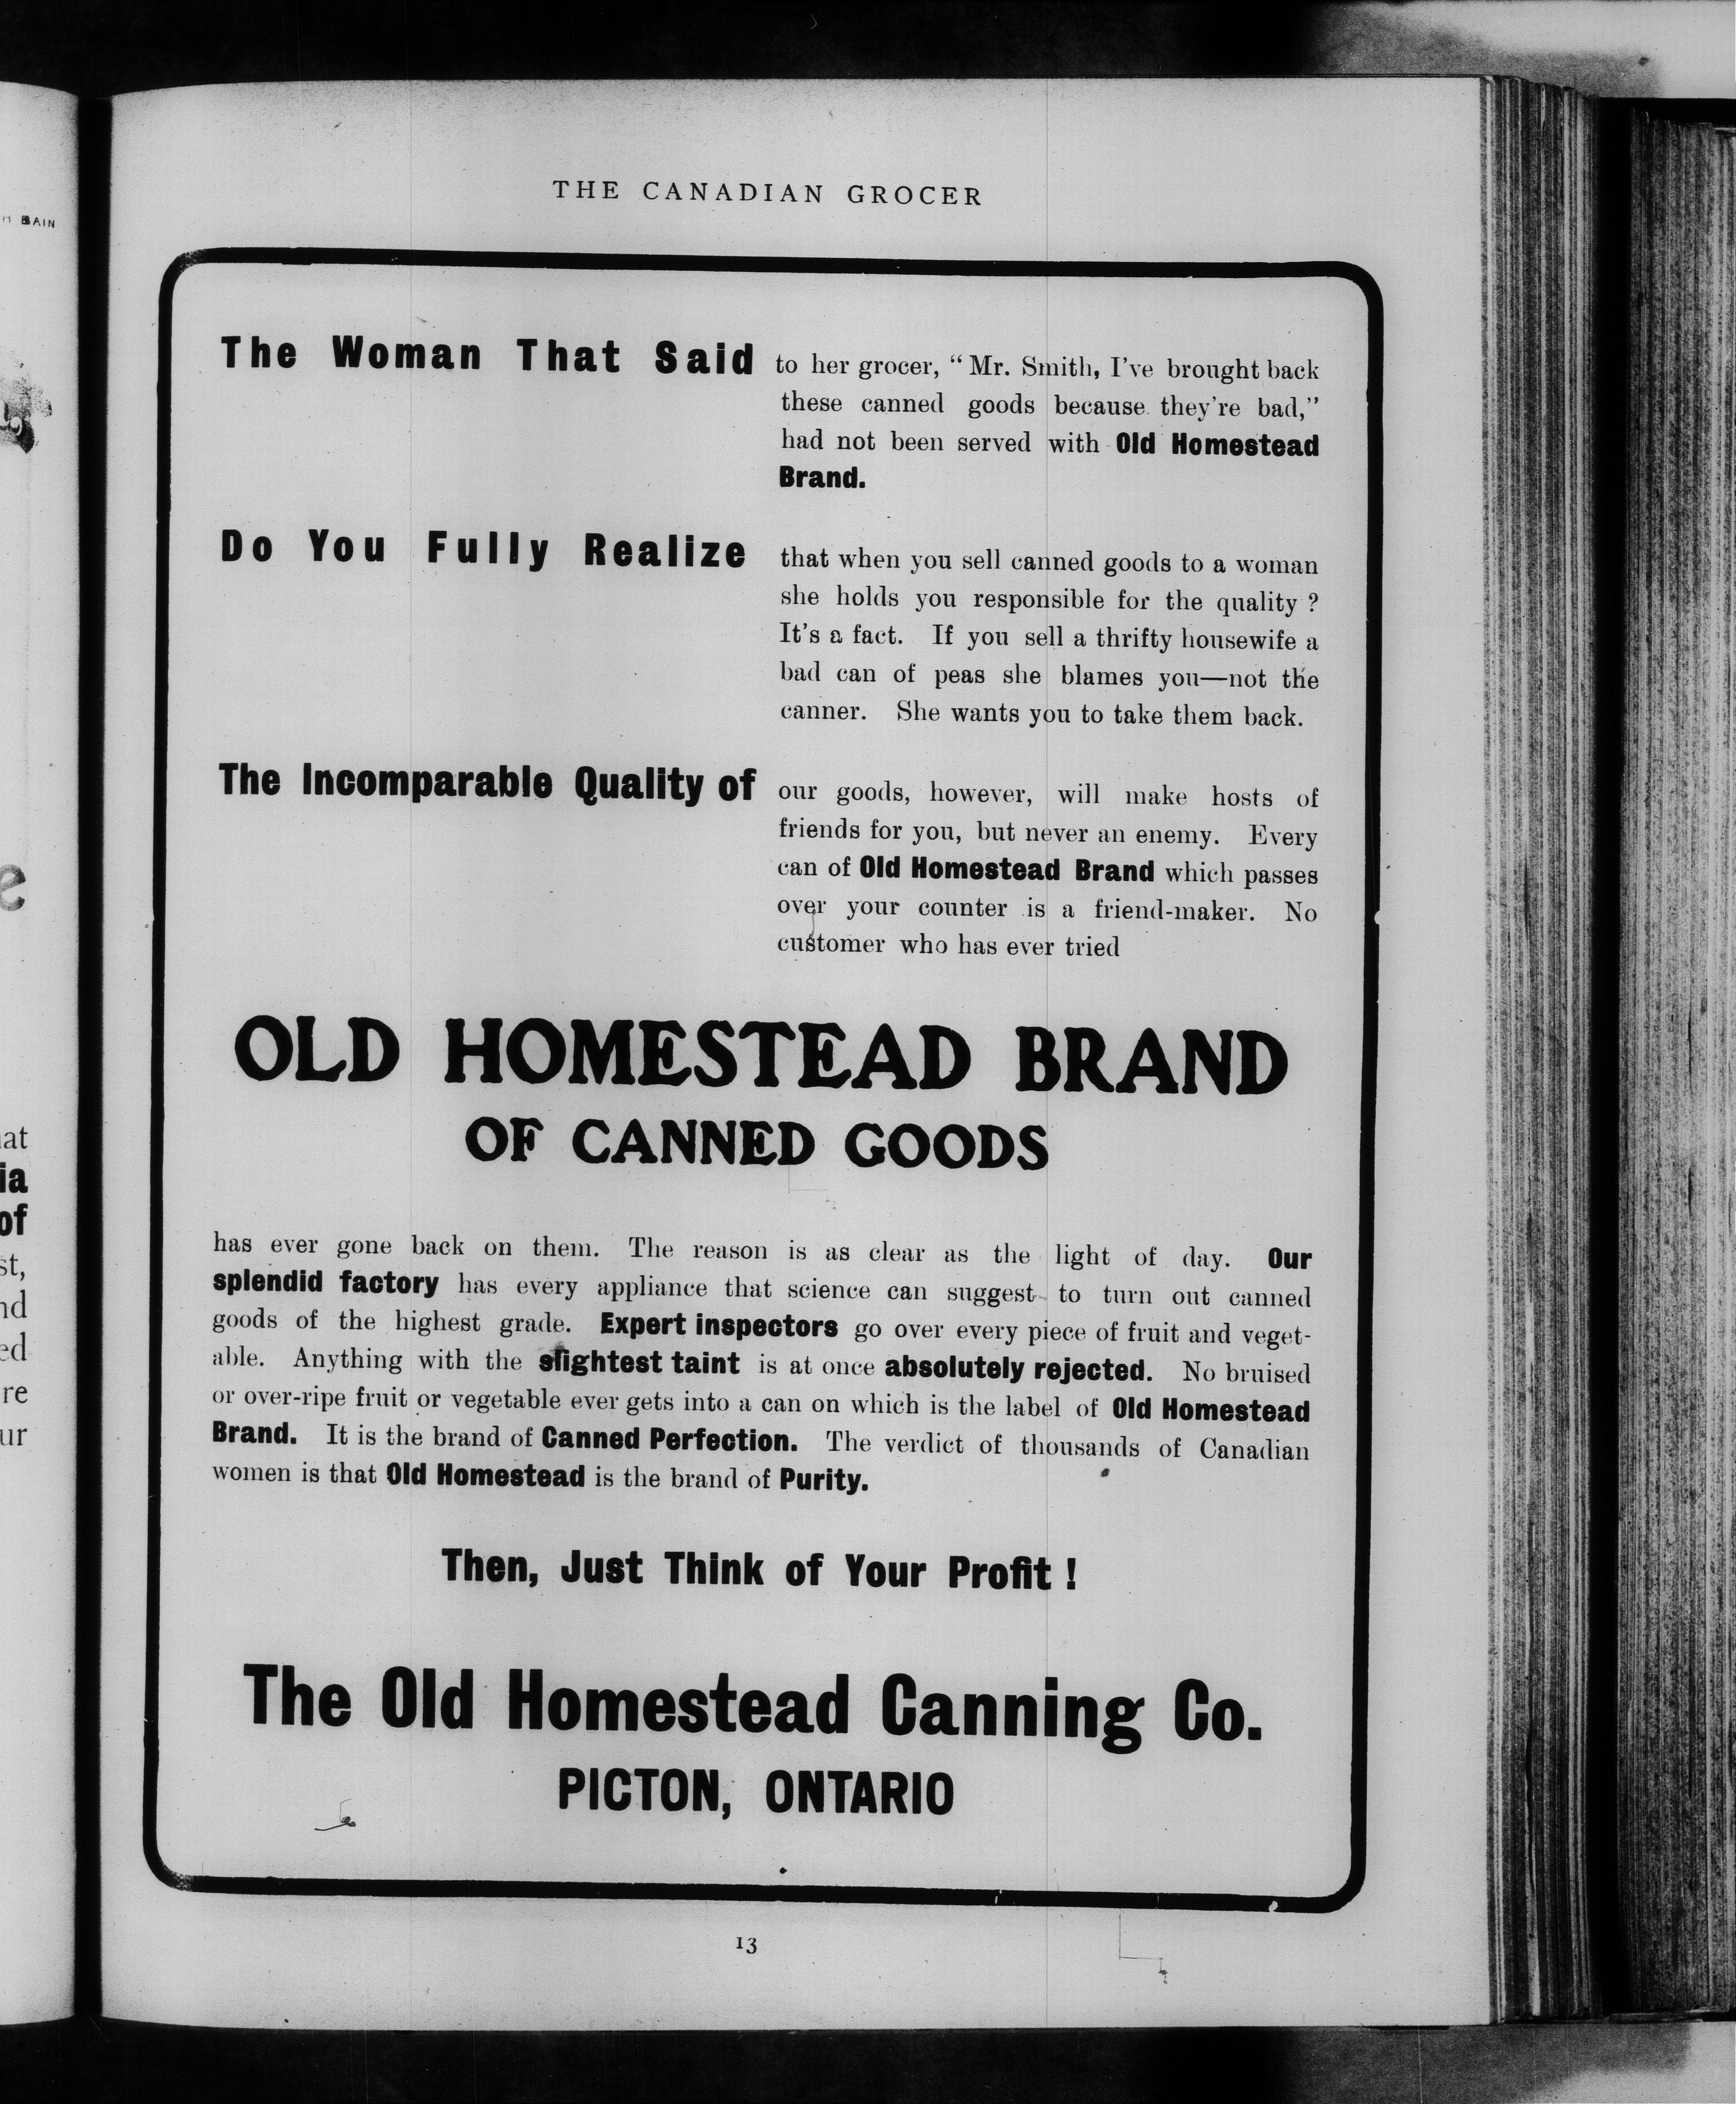 THE CANADIAN GROCER
BAIN
The Woman That Said to her grocer, “Mr. Smith, I've brought back
these canned goods because they're bad,”
had not been served with Old Homestead
Brand.
Do You Fully Realize that when you sell canned goods to a woman
she holds you responsible for the quality ?
It's a fact. If you sell a thrifty housewife a
bad can of peas she blames you—not the
canner. She wants you to take them back.
The Incomparable Quality of our goods, however, will make hosts of
friends for you, but never an enemy. Every
can of Old Homestead Brand which passes
over your counter is a friend-maker. No
customer who has ever tried
OLD HOMESTEAD BRAND
OF CANNED GOODS
has ever gone back on them. The reason is as clear as the light of day. Our
splendid factory has every appliance that science can suggest to turn out canned
goods of the highest grade. Expert inspectors go over every piece of fruit and veget-
able. Anything with the slightest taint is at once absolutely rejected. No bruised
or over-ripe fruit or vegetable ever gets into a can on which is the label of Old Homestead
Brand. It is the brand of Canned Perfection. The verdict of thousands of Canadian
women is that Old Homestead is the brand of Purity.
Then, Just Think of Your Profit !
The Old Homestead Canning Co.
PICTON, ONTARIO
13
of